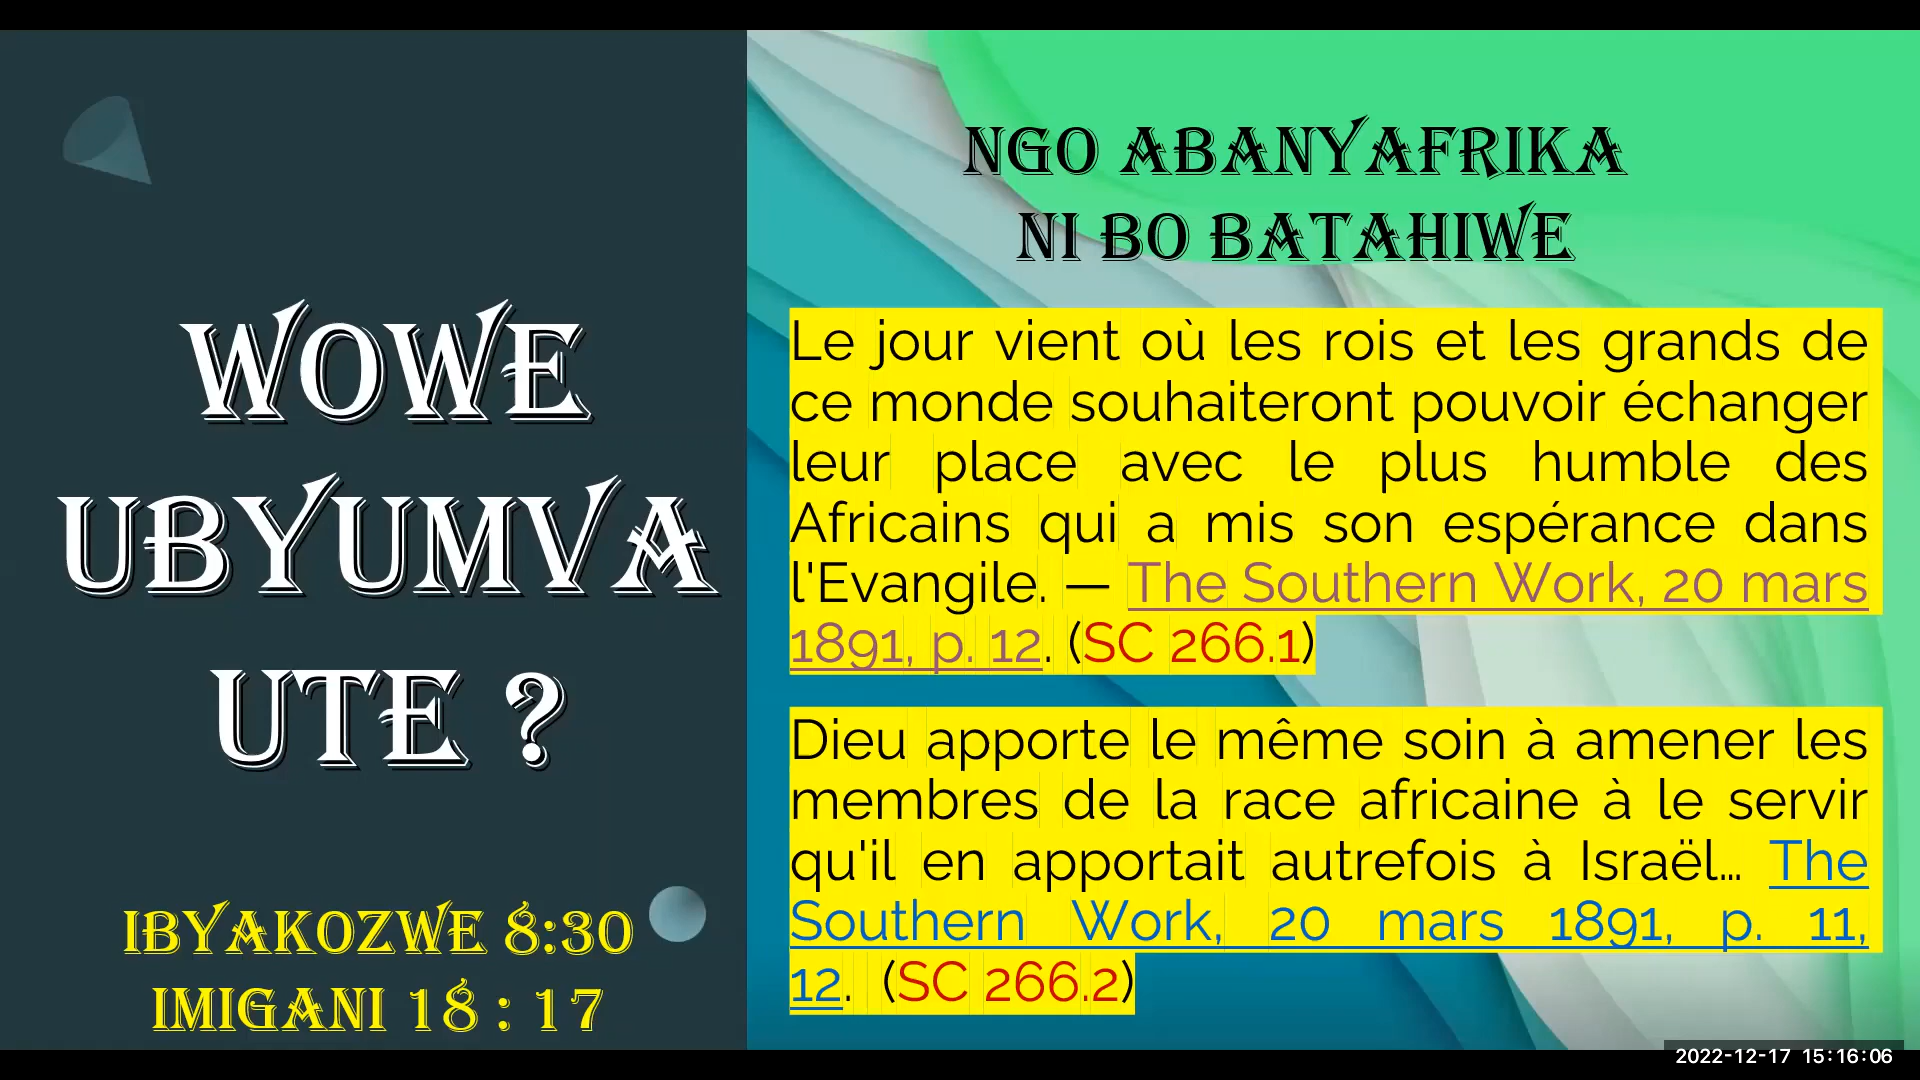 WOWE
UBYUMVA
UTE ?
IBYAKOZWE 8:30
IMIGANI 18 : 17
NGO ABANYAFRIKA
NI BO BATAHIWE
Le jour vient où les rois et les grands de
ce monde souhaiteront pouvoir échanger
leur place avec le plus humble des
Africains qui a mis son espérance dans
l'Evangile. — The Southern Work, 20 mars
1891, p. 12. (SC 266.1)
Dieu apporte le même soin à amener les
membres de la race africaine à le servir
qu'il en apportait autrefois à Israël… The
Southern Work, 20 mars 1891, p. 11,
12. (SC 266.2)
2022-12-17 15:16:06